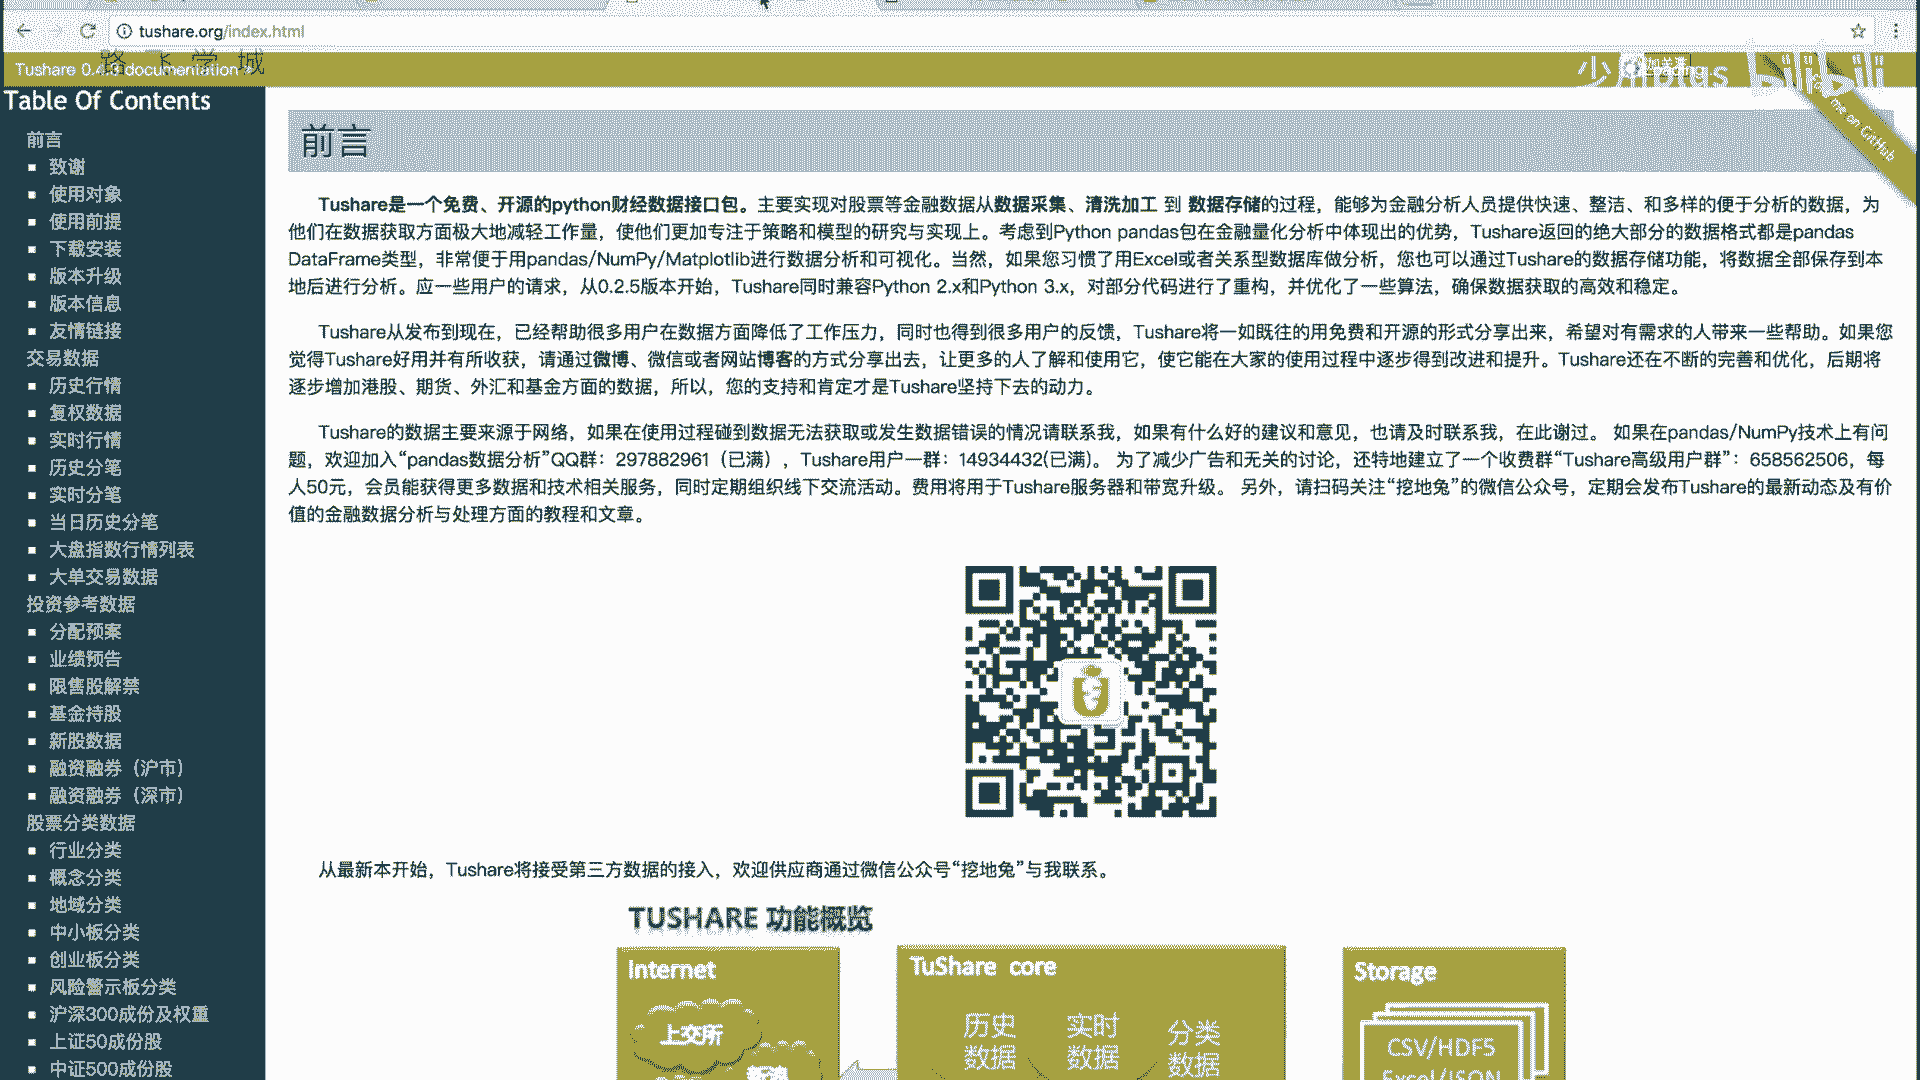 tushare.org/index.html
路 飞 学 城
Tushare 0.4.3 documentation »
bilibili
Fork me on GitHub
Table Of Contents
前言
致谢
使用对象
使用前提
下载安装
版本升级
版本信息
友情链接
交易数据
历史行情
复权数据
实时行情
历史分笔
实时分笔
当日历史分笔
大盘指数行情列表
大单交易数据
投资参考数据
分配预案
业绩预告
限售股解禁
基金持股
新股数据
融资融券（沪市）
融资融券（深市）
股票分类数据
行业分类
概念分类
地域分类
中小板分类
创业板分类
风险警示板分类
沪深300成份及权重
上证50成份股
中证500成份股
前言
Tushare是一个免费、开源的python财经数据接口包。主要实现对股票等金融数据从数据采集、清洗加工 到 数据存储的过程，能够为金融分析人员提供快速、整洁、和多样的便于分析的数据，为
他们在数据获取方面极大地减轻工作量，使他们更加专注于策略和模型的研究与实现上。考虑到Python pandas包在金融量化分析中体现出的优势，Tushare返回的绝大部分的数据格式都是pandas
DataFrame类型，非常便于用pandas/NumPy/Matplotlib进行数据分析和可视化。当然，如果您习惯了用Excel或者关系型数据库做分析，您也可以通过Tushare的数据存储功能，将数据全部保存到本
地后进行分析。应一些用户的请求，从0.2.5版本开始，Tushare同时兼容Python 2.x和Python 3.x，对部分代码进行了重构，并优化了一些算法，确保数据获取的高效和稳定。
Tushare从发布到现在，已经帮助很多用户在数据方面降低了工作压力，同时也得到很多用户的反馈，Tushare将一如既往的用免费和开源的形式分享出来，希望对有需求的人带来一些帮助。如果您
觉得Tushare好用并有所收获，请通过微博、微信或者网站博客的方式分享出去，让更多的人了解和使用它，使它能在大家的使用过程中逐步得到改进和提升。Tushare还在不断的完善和优化，后期将
逐步增加港股、期货、外汇和基金方面的数据，所以，您的支持和肯定才是Tushare坚持下去的动力。
Tushare的数据主要来源于网络，如果在使用过程碰到数据无法获取或发生数据错误的情况请联系我，如果有什么好的建议和意见，也请及时联系我，在此谢过。 如果在pandas/NumPy技术上有问
题，欢迎加入“pandas数据分析”QQ群：297882961（已满），Tushare用户一群：14934432(已满)。 为了减少广告和无关的讨论，还特地建立了一个收费群“Tushare高级用户群”：658562506，每
人50元，会员能获得更多数据和技术相关服务，同时定期组织线下交流活动。费用将用于Tushare服务器和带宽升级。 另外，请扫码关注“挖地兔”的微信公众号，定期会发布Tushare的最新动态及有价
值的金融数据分析与处理方面的教程和文章。
从最新本开始，Tushare将接受第三方数据的接入，欢迎供应商通过微信公众号“挖地兔”与我联系。
TUSHARE 功能概览
Internet
上交所
TuShare core
历史
数据
实时
数据
分类
数据
Storage
CSV/HDF5
Excel/JSON